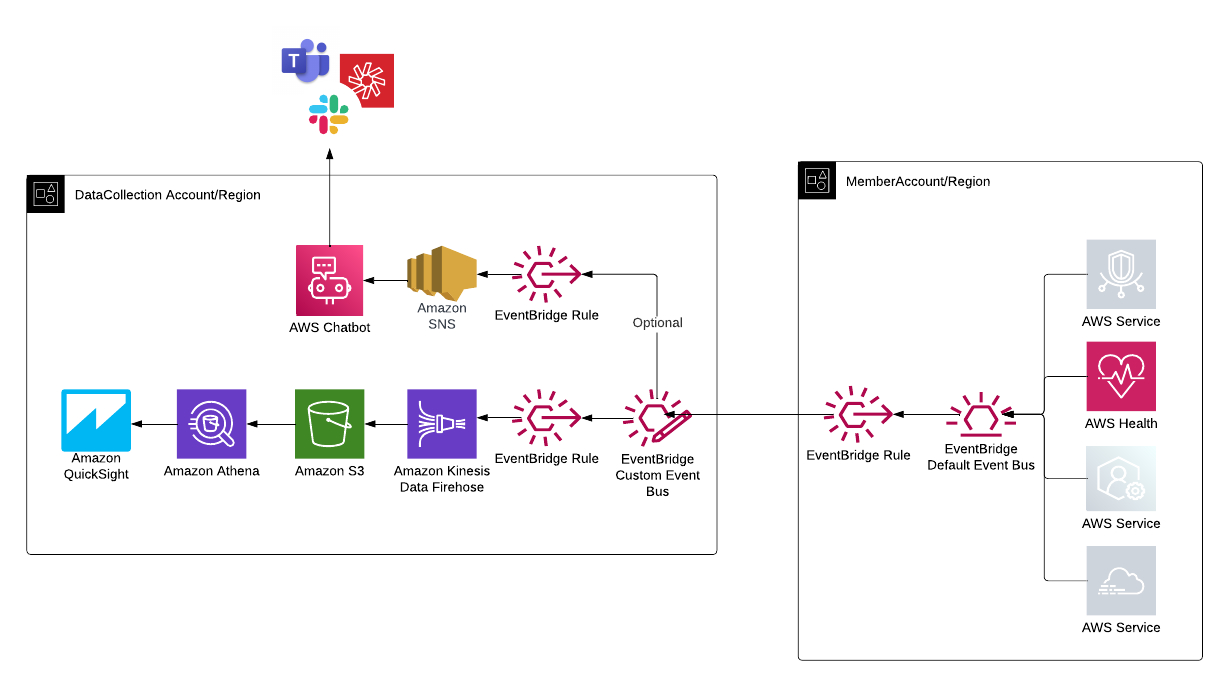 T
DataCollection Account/Region
MemberAccount/Region
AWS Chatbot
Amazon
SNS
EventBridge Rule
Optional
AWS Service
Amazon
QuickSight
Amazon Athena
Amazon S3
Amazon Kinesis
Data Firehose
EventBridge Rule
EventBridge
Custom Event
Bus
EventBridge Rule
EventBridge
Default Event Bus
AWS Health
AWS Service
AWS Service